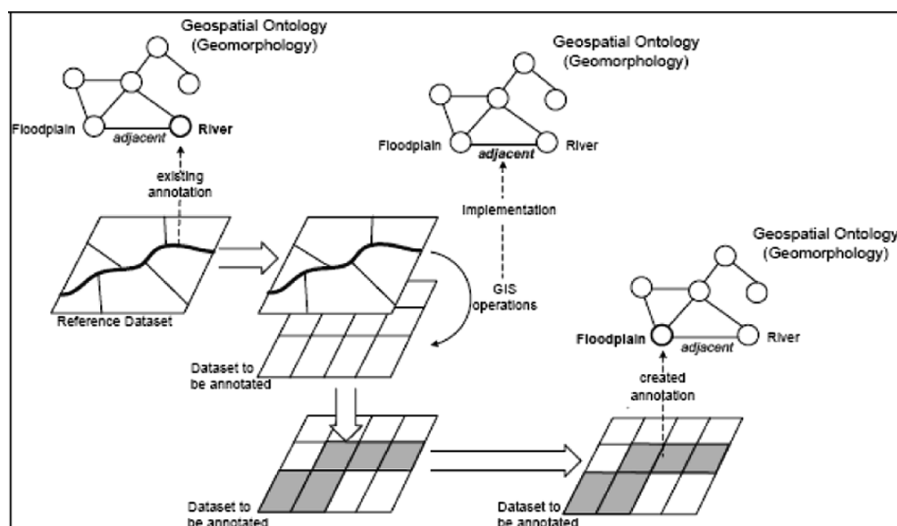 Geospatial Ontology
(Geomorphology)
Floodplain
adjacent
River
existing
annotation
Reference Dataset
Geospatial Ontology
(Geomorphology)
Floodplain
adjacent
River
Implementation
GIS
operations
Dataset to
be annotated
Geospatial Ontology
(Geomorphology)
Floodplain
adjacent
River
created
annotation
Dataset to
be annotated
Dataset to
be annotated